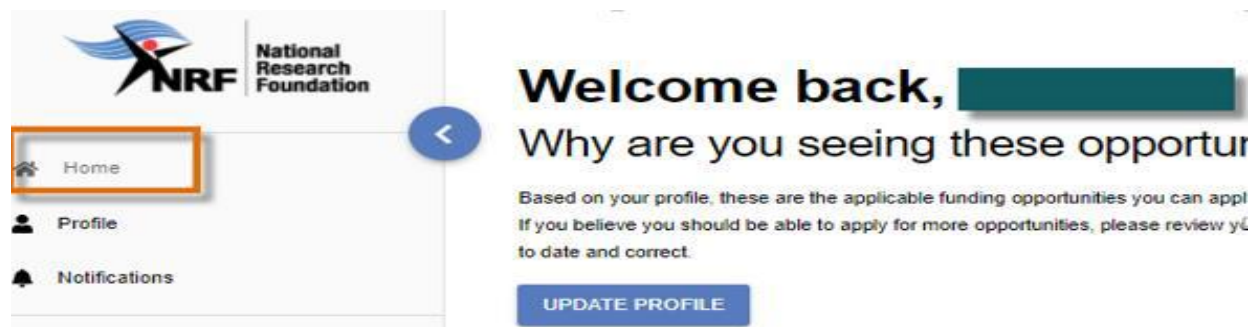 NRF
National
Research
Foundation
Home
Profile
Notifications
Welcome back,
Why are you seeing these
Based on your profile, these are the applicable funding opportunities you can
If you believe you should be able to apply for more opportunities, please review
to date and correct.
UPDATE PROFILE